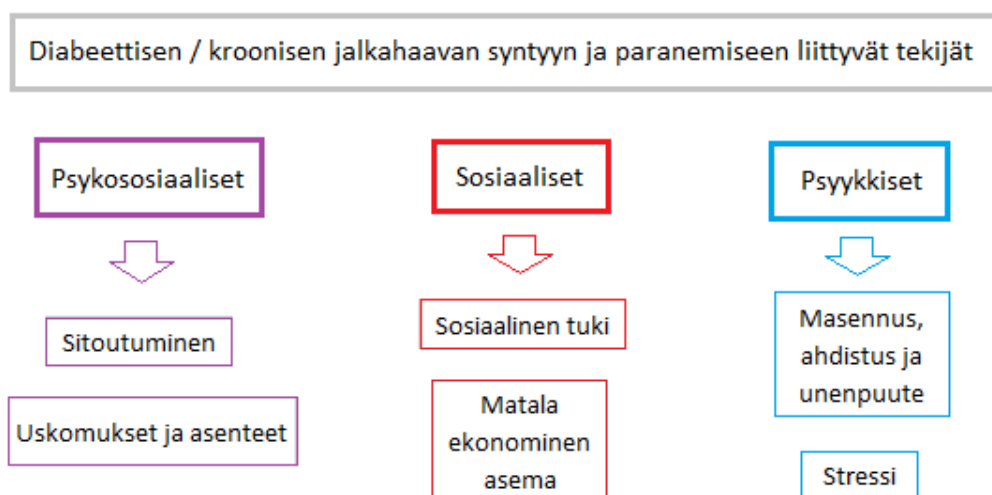 Diabeettisen / kroonisen jalkahaavan syntyyn ja paranemiseen liittyvät tekijät
Psykososiaaliset
Sosiaaliset
Psyykkiset
Sitoutuminen
Uskomukset ja asenteet
Sosiaalinen tuki
Matala
ekonominen
asema
Masennus,
ahdistus ja
unenpuute
Stressi